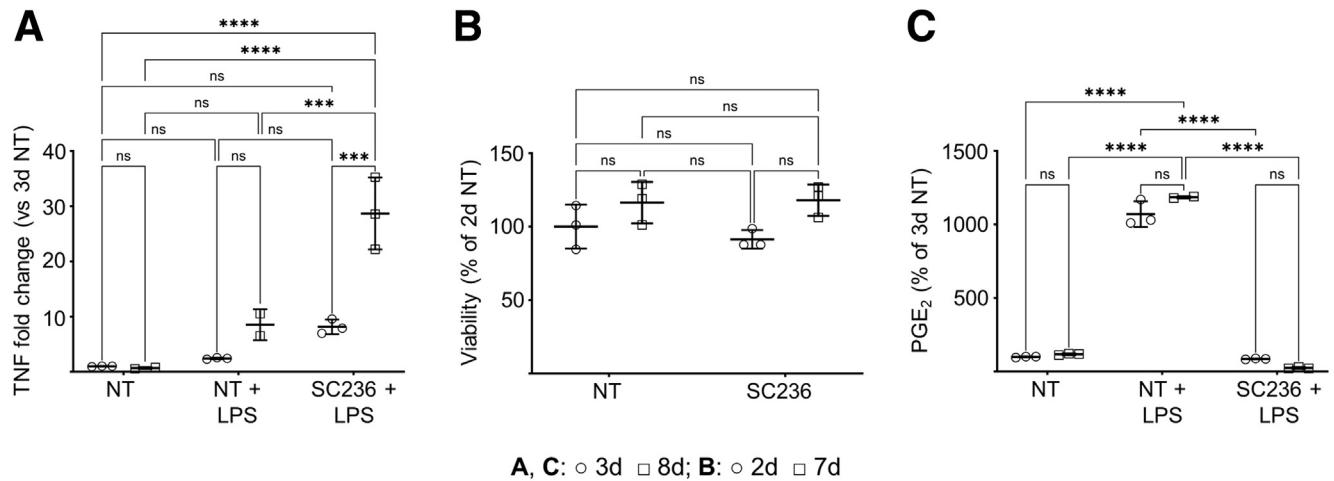 A
B
C
****
****
ns
ns
***
ns
ns
ns
ns
***
TNF fold change (vs 3d NT)
40
30
20
10
NT
NT +
LPS
SC236 +
LPS
ns
ns
ns
ns
ns
ns
Viability (% of 2d NT)
150
100
50
NT
SC236
****
****
****
****
ns
ns
ns
PGE2 (% of 3d NT)
1500
1000
500
NT
NT +
LPS
SC236 +
LPS
A, C: ○ 3d □ 8d; B: ○ 2d □ 7d